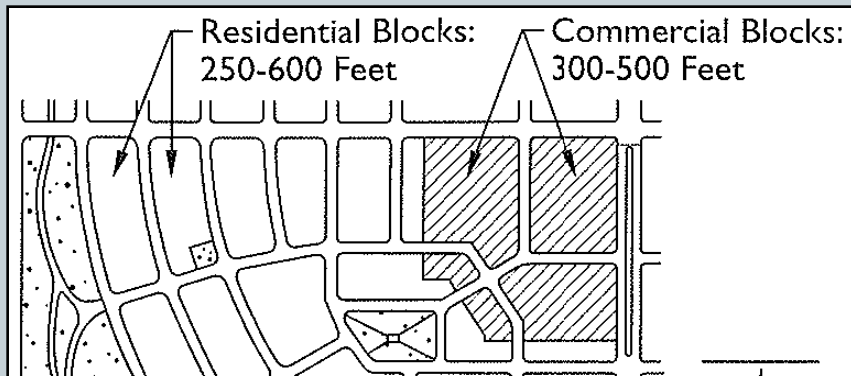 Residential Blocks:
250-600 Feet
Commercial Blocks:
300-500 Feet